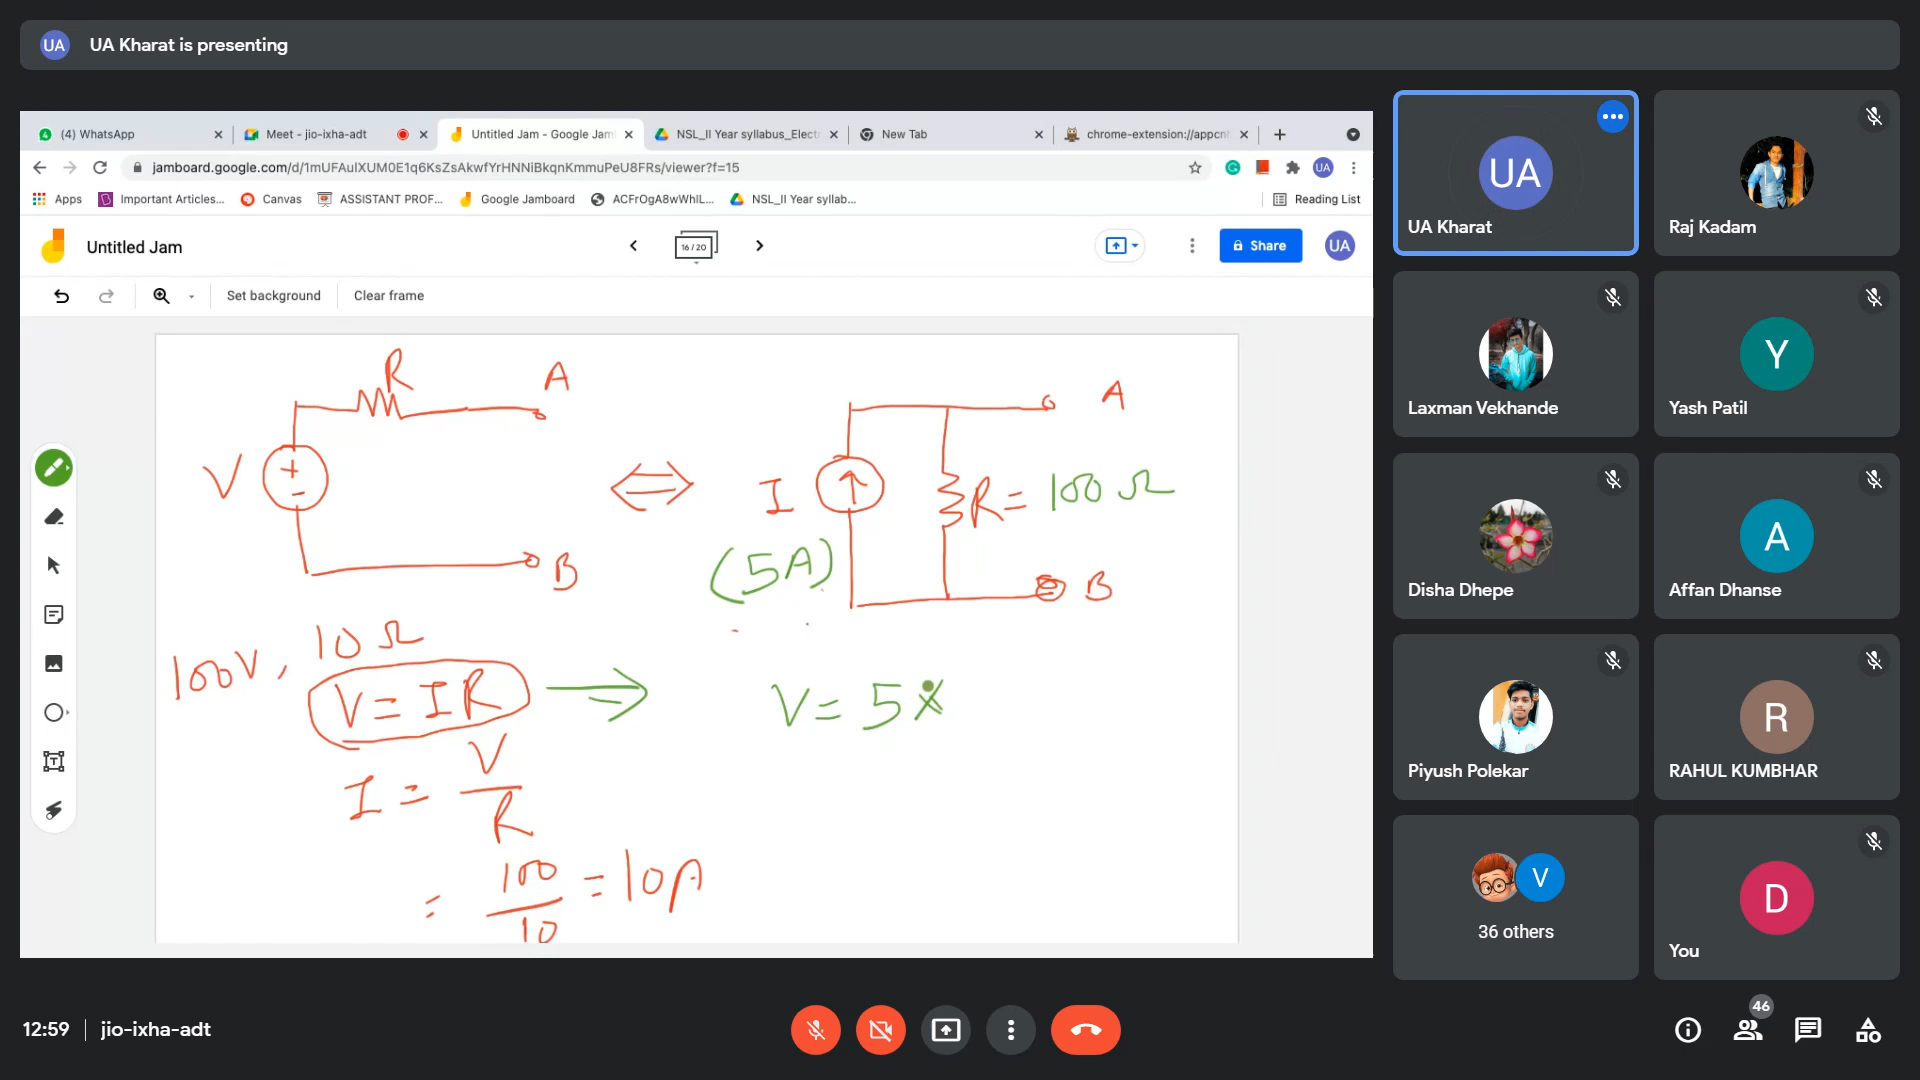 UA UA Kharat is presenting
(4) WhatsApp
Meet - jio-ixha-adt
Untitled Jam - Google Jam
NSL_II Year syllabus_Elect
New Tab
chrome-extension://appcn
jamboard.google.com/d/1mUFAulXUM0E1q6KsZsAkwfYrHNNiBkqnKmmuPeU8FRs/viewer?f=15
UA
Apps
Important Articles...
Canvas
ASSISTANT PROF...
Google Jamboard
ACFrOgA8wWhIL...
NSL_II Year syllab...
Reading List
Untitled Jam
16 / 20
Share
UA
Set background
Clear frame
R
A
V
+
-
B
I
R = 100 Ω
(5A)
A
B
100V, 10 Ω
V = IR
V = 5 X
I = V/R
= 100/10 = 10A
UA
UA Kharat
Raj Kadam
Laxman Vekhande
Y
Yash Patil
Disha Dhepe
A
Affan Dhanse
Piyush Polekar
R
RAHUL KUMBHAR
V
36 others
D
You
12:59 | jio-ixha-adt
46